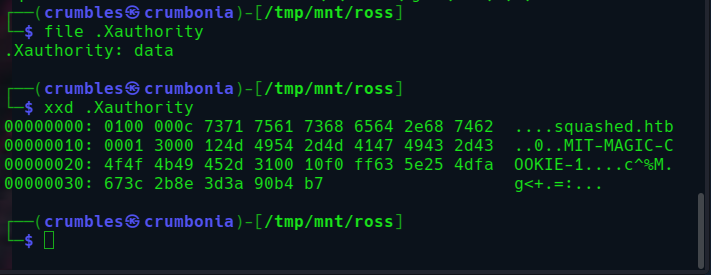 ┌──(crumbles㉿crumbonia)-[/tmp/mnt/ross]
└─$ file .Xauthority
.Xauthority: data
┌──(crumbles㉿crumbonia)-[/tmp/mnt/ross]
└─$ xxd .Xauthority
00000000: 0100 000c 7371 7561 7368 6564 2e68 7462  ....squashed.htb
00000010: 0001 3000 124d 4954 2d4d 4147 4943 2d43  ..0..MIT-MAGIC-C
00000020: 4f4f 4b49 452d 3100 10f0 ff63 5e25 4dfa  OOKIE-1....c^%M.
00000030: 673c 2b8e 3d3a 90b4 b7                   g<+.=:...
┌──(crumbles㉿crumbonia)-[/tmp/mnt/ross]
└─$